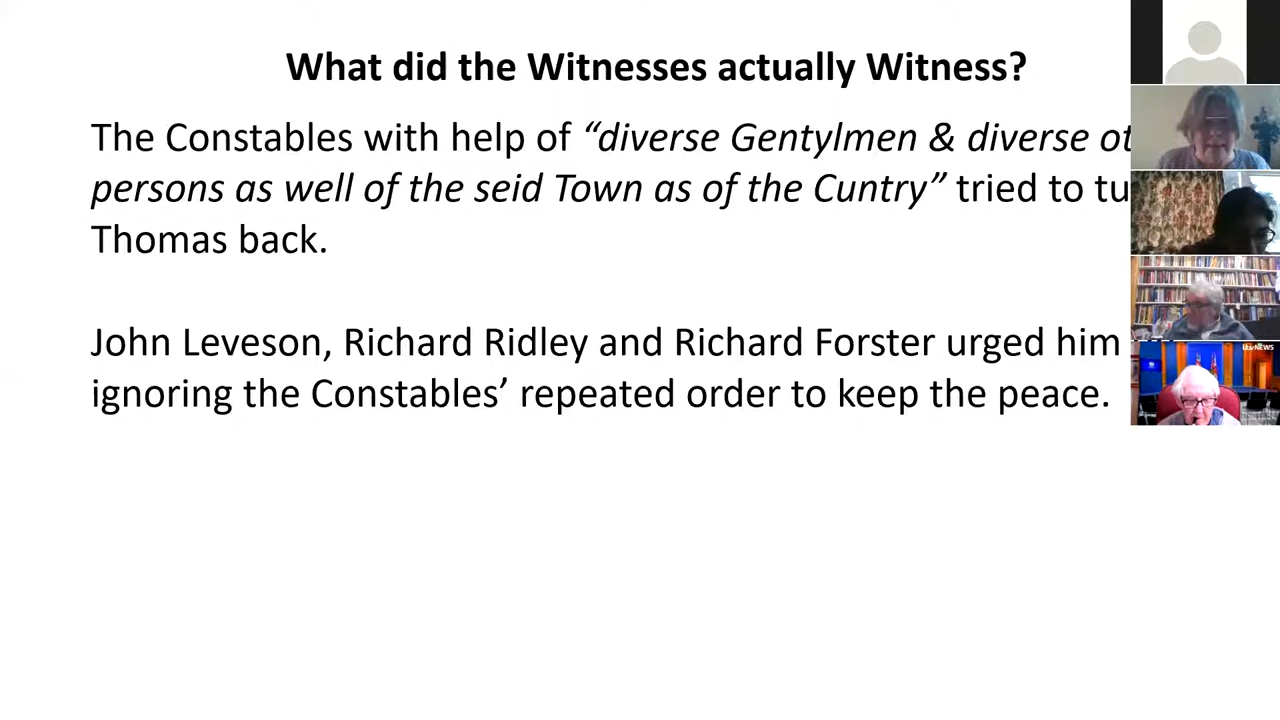 What did the Witnesses actually Witness?
The Constables with help of “diverse Gentylmen & diverse
persons as well of the seid Town as of the Cuntry” tried to
Thomas back.
John Leveson, Richard Ridley and Richard Forster urged him
ignoring the Constables’ repeated order to keep the peace.
itv NEWS